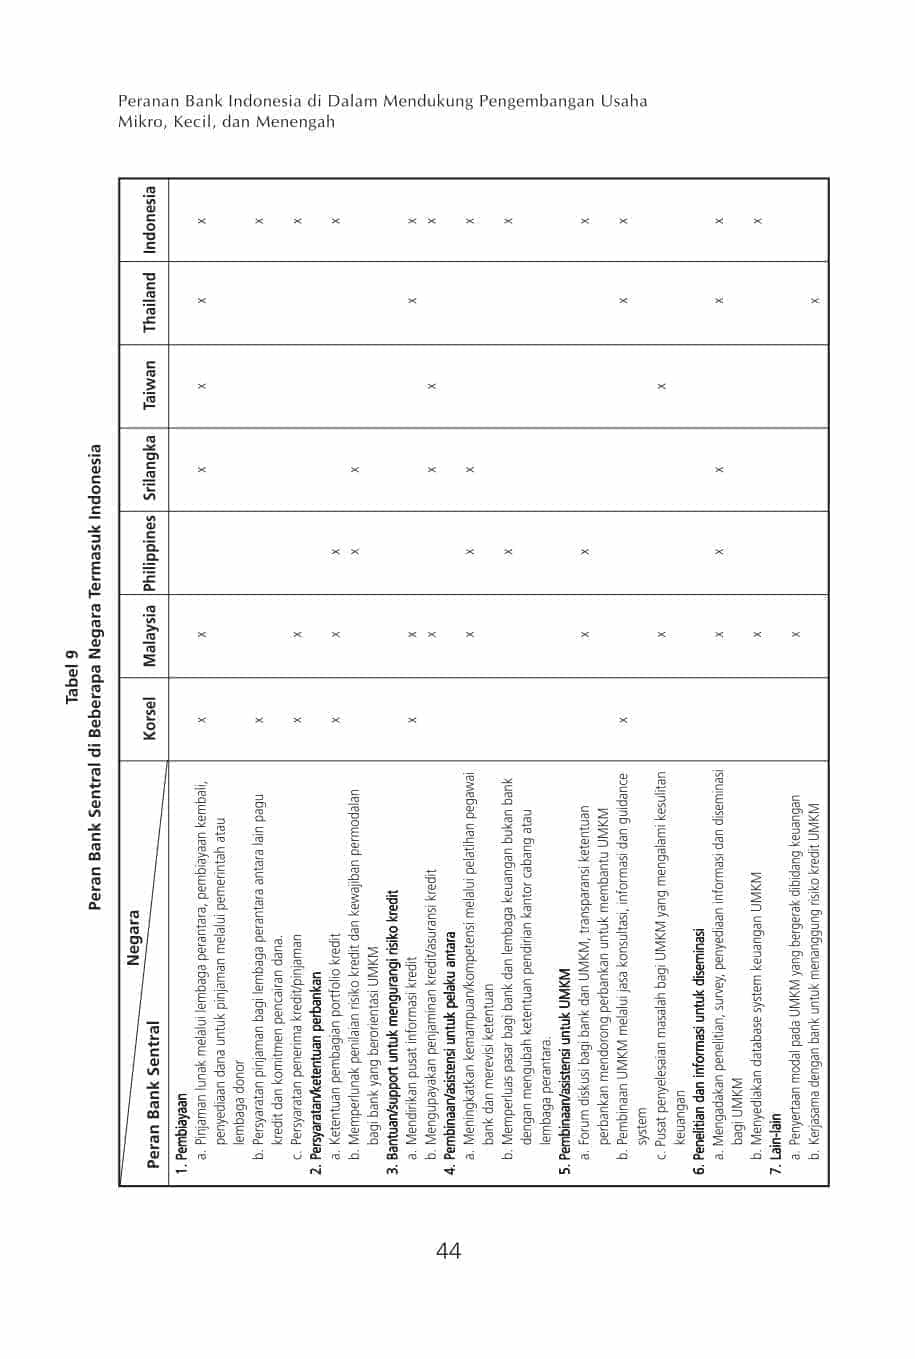 Peranan Bank Indonesia di Dalam Mendukung Pengembangan Usaha
Mikro, Kecil, dan Menengah
Tabel 9
Peran Bank Sentral di Beberapa Negara Termasuk Indonesia
Negara
Peran Bank Sentral Korsel Malaysia Philippines Srilangka Taiwan Thailand Indonesia
1. Pembiayaan
a. Pinjaman lunak melalui lembaga perantara, pembiayaan kembali, x x x x x x
penyediaan dana untuk pinjaman melalui pemerintah atau
lembaga donor
b. Persyaratan pinjaman bagi lembaga perantara antara lain pagu x x
kredit dan komitmen pencairan dana.
c. Persyaratan penerima kredit/pinjaman x x x
2. Persyaratan/ketentuan perbankan
a. Ketentuan pembagian portfolio kredit x x x x
b. Memperlunak penilaian risiko kredit dan kewajiban permodalan x x
bagi bank yang berorientasi UMKM
3. Bantuan/support untuk mengurangi risiko kredit
a. Mendirikan pusat informasi kredit x x x x
b. Mengupayakan penjaminan kredit/asuransi kredit x x x x
4. Pembinaan/asistensi untuk pelaku antara
a. Meningkatkan kemampuan/kompetensi melalui pelatihan pegawai x x x x
bank dan merevisi ketentuan
b. Memperluas pasar bagi bank dan lembaga keuangan bukan bank x x
dengan mengubah ketentuan pendirian kantor cabang atau
lembaga perantara.
5. Pembinaan/asistensi untuk UMKM
a. Forum diskusi bagi bank dan UMKM, transparansi ketentuan x x x
perbankan mendorong perbankan untuk membantu UMKM
b. Pembinaan UMKM melalui jasa konsultasi, informasi dan guidance x x x
system
c. Pusat penyelesaian masalah bagi UMKM yang mengalami kesulitan x x
keuangan
6. Penelitian dan informasi untuk diseminasi
a. Mengadakan penelitian, survey, penyediaan informasi dan diseminasi x x x x x
bagi UMKM
b. Menyediakan database system keuangan UMKM x x
7. Lain-lain
a. Penyertaan modal pada UMKM yang bergerak dibidang keuangan x
b. Kerjasama dengan bank untuk menanggung risiko kredit UMKM x
44